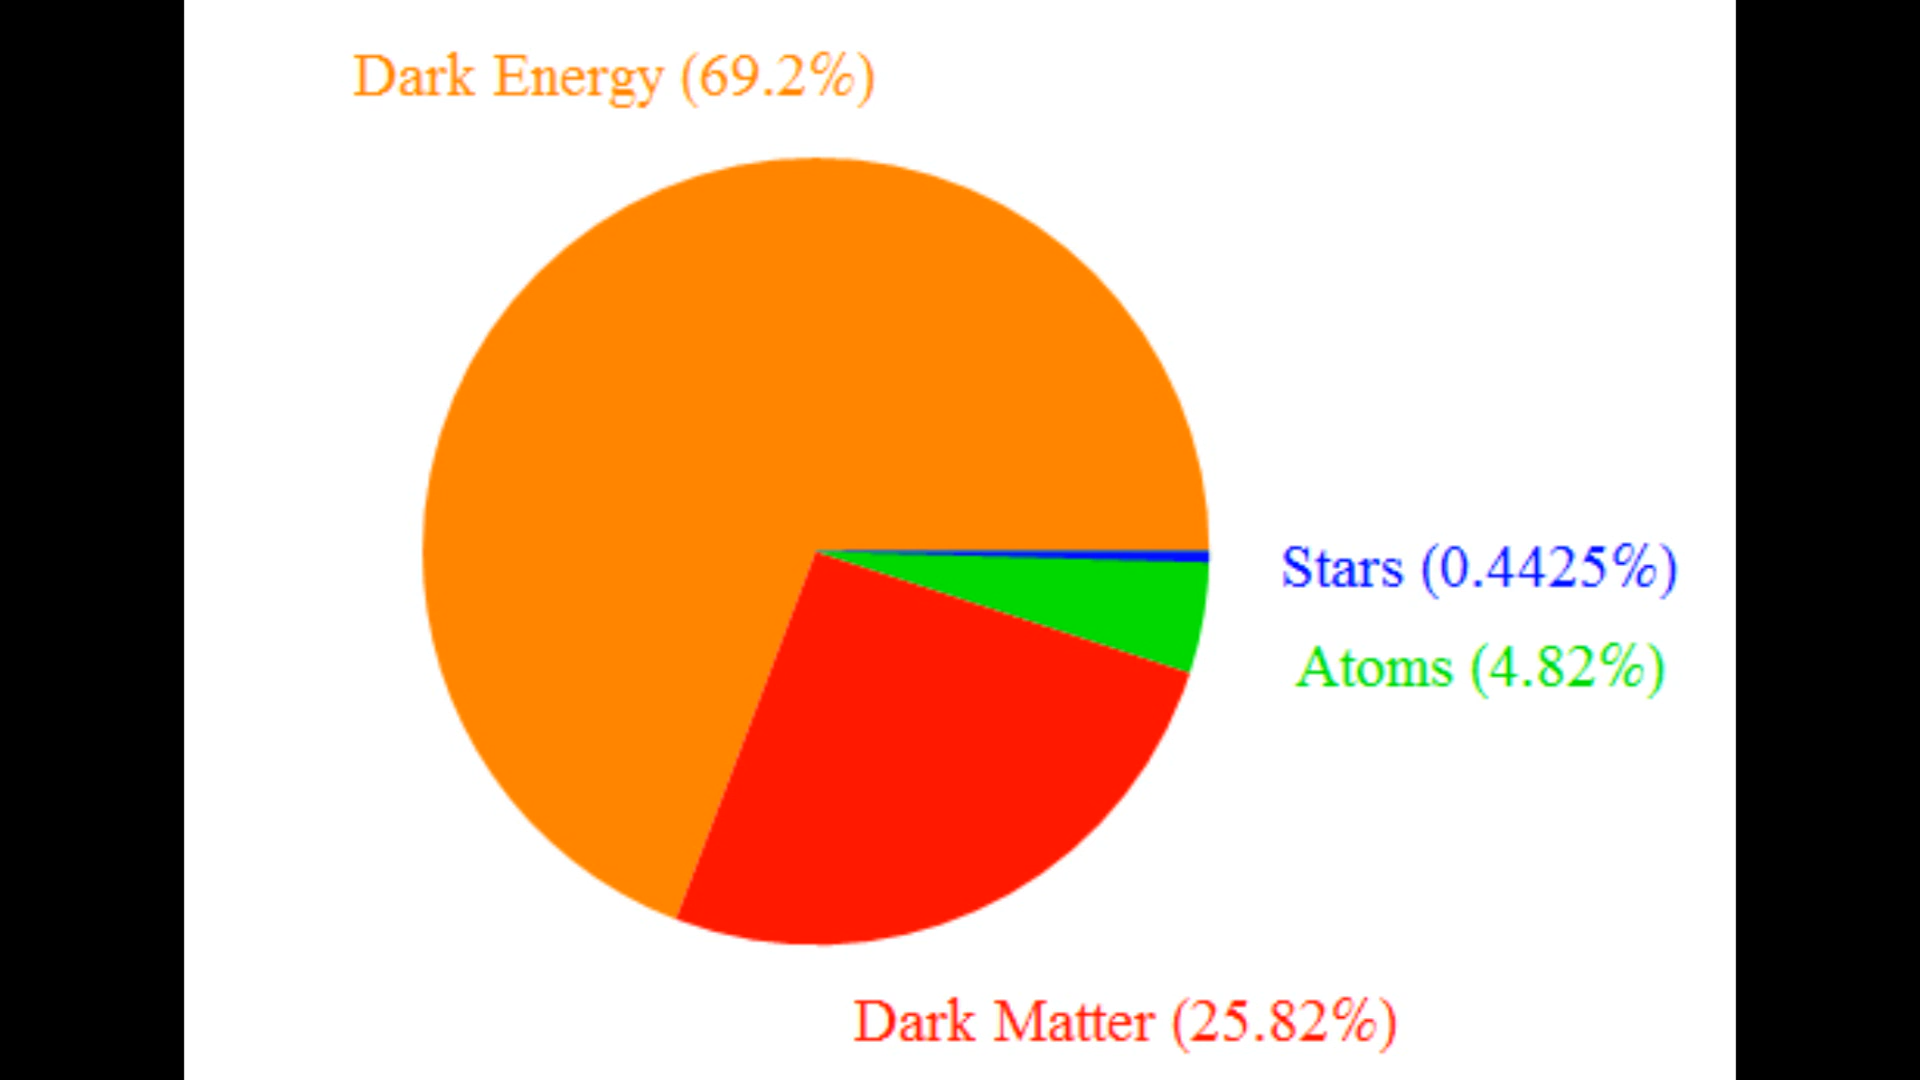 Dark Energy (69.2%)
Stars (0.4425%)
Atoms (4.82%)
Dark Matter (25.82%)